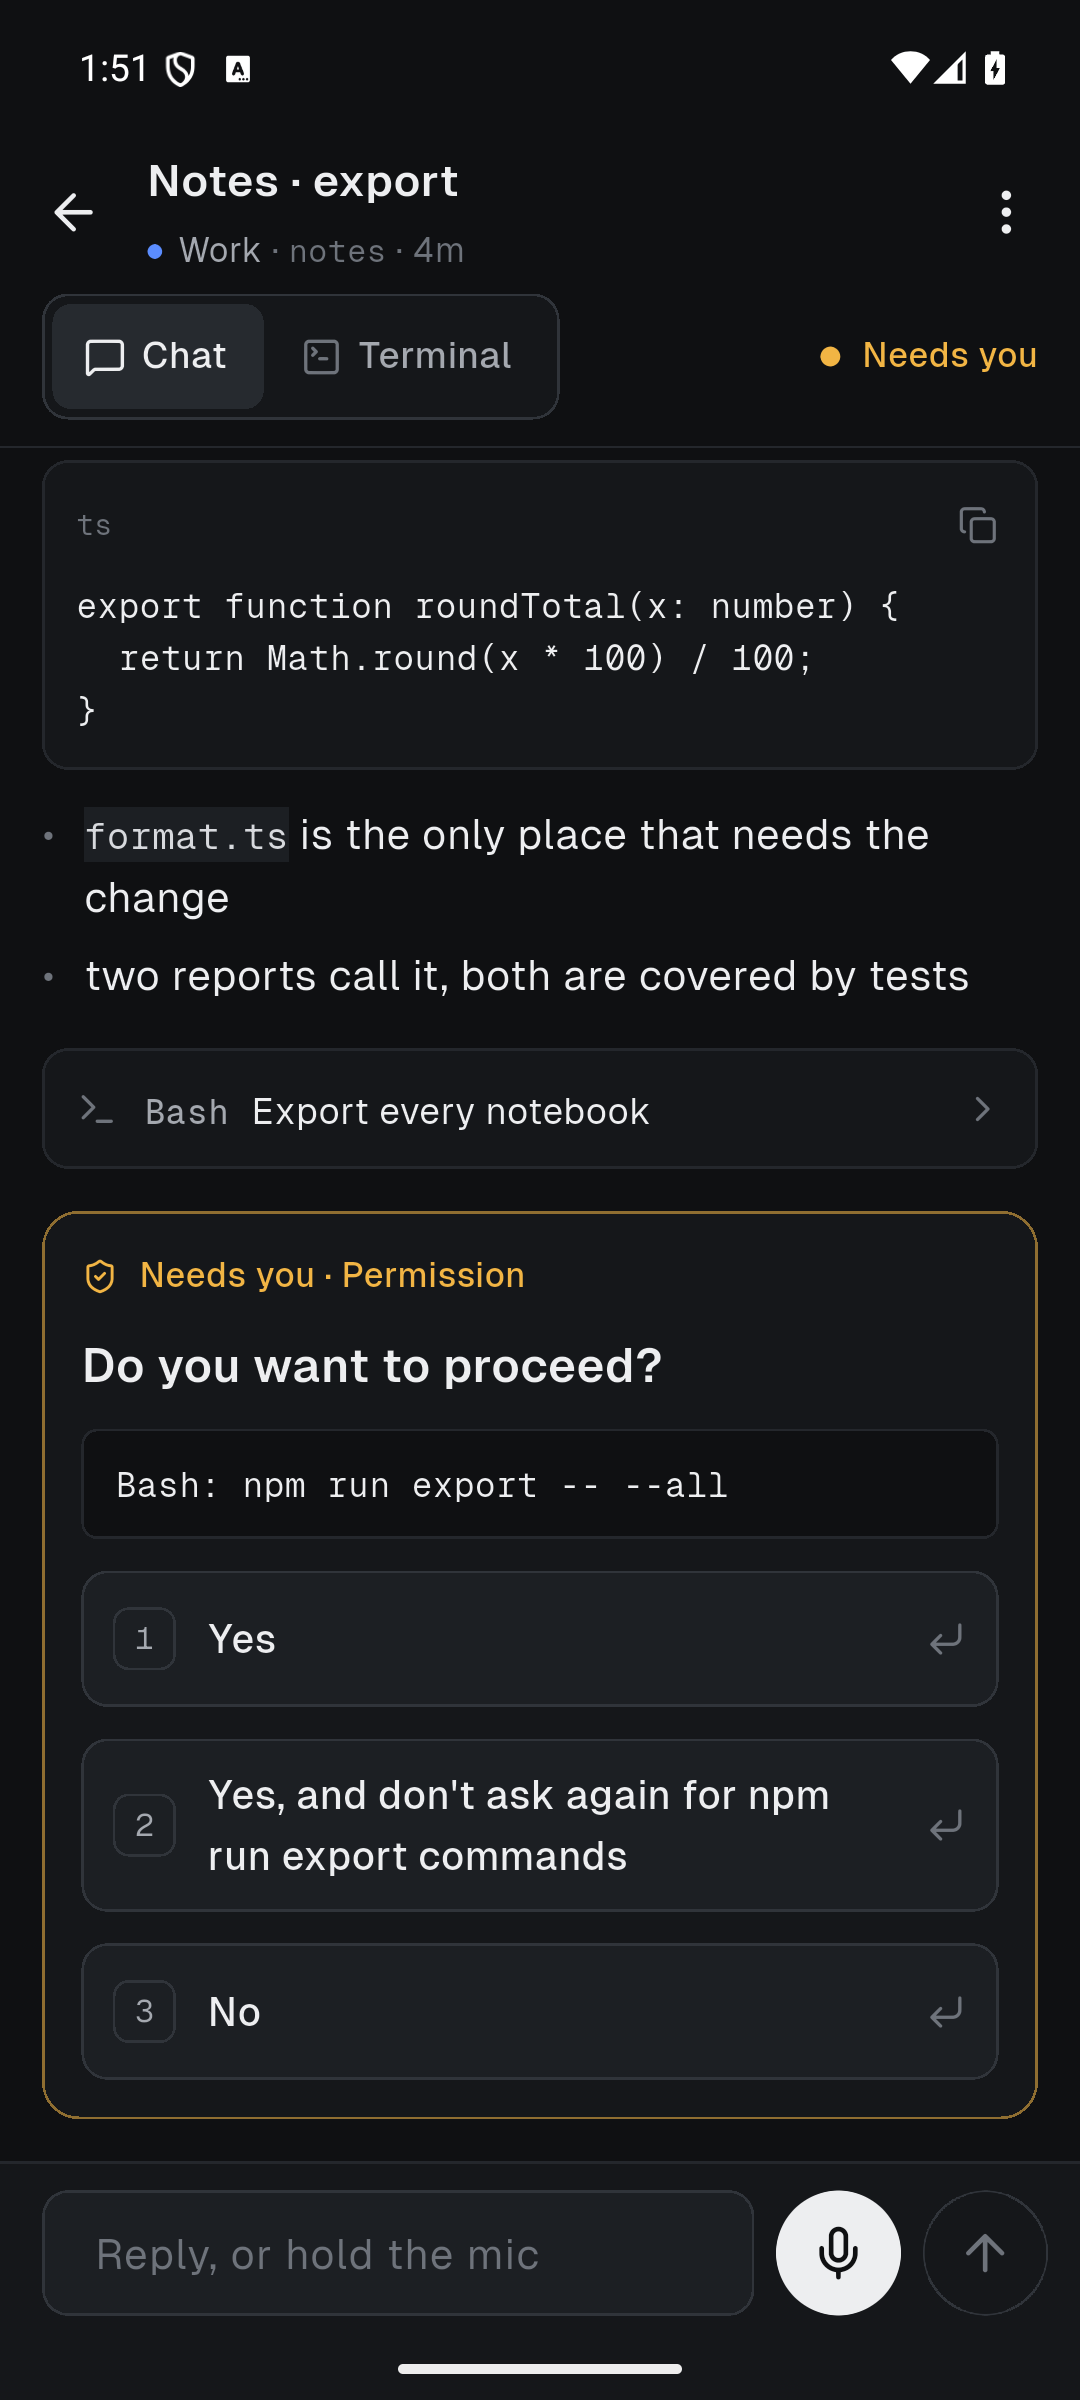 1:51
Notes · export
Work · notes · 4m
Chat
Terminal
Needs you
ts
export function roundTotal(x: number) {
  return Math.round(x * 100) / 100;
}
• format.ts is the only place that needs the
change
• two reports call it, both are covered by tests
Bash Export every notebook
Needs you · Permission
Do you want to proceed?
Bash: npm run export -- --all
1 Yes
2 Yes, and don't ask again for npm
run export commands
3 No
Reply, or hold the mic